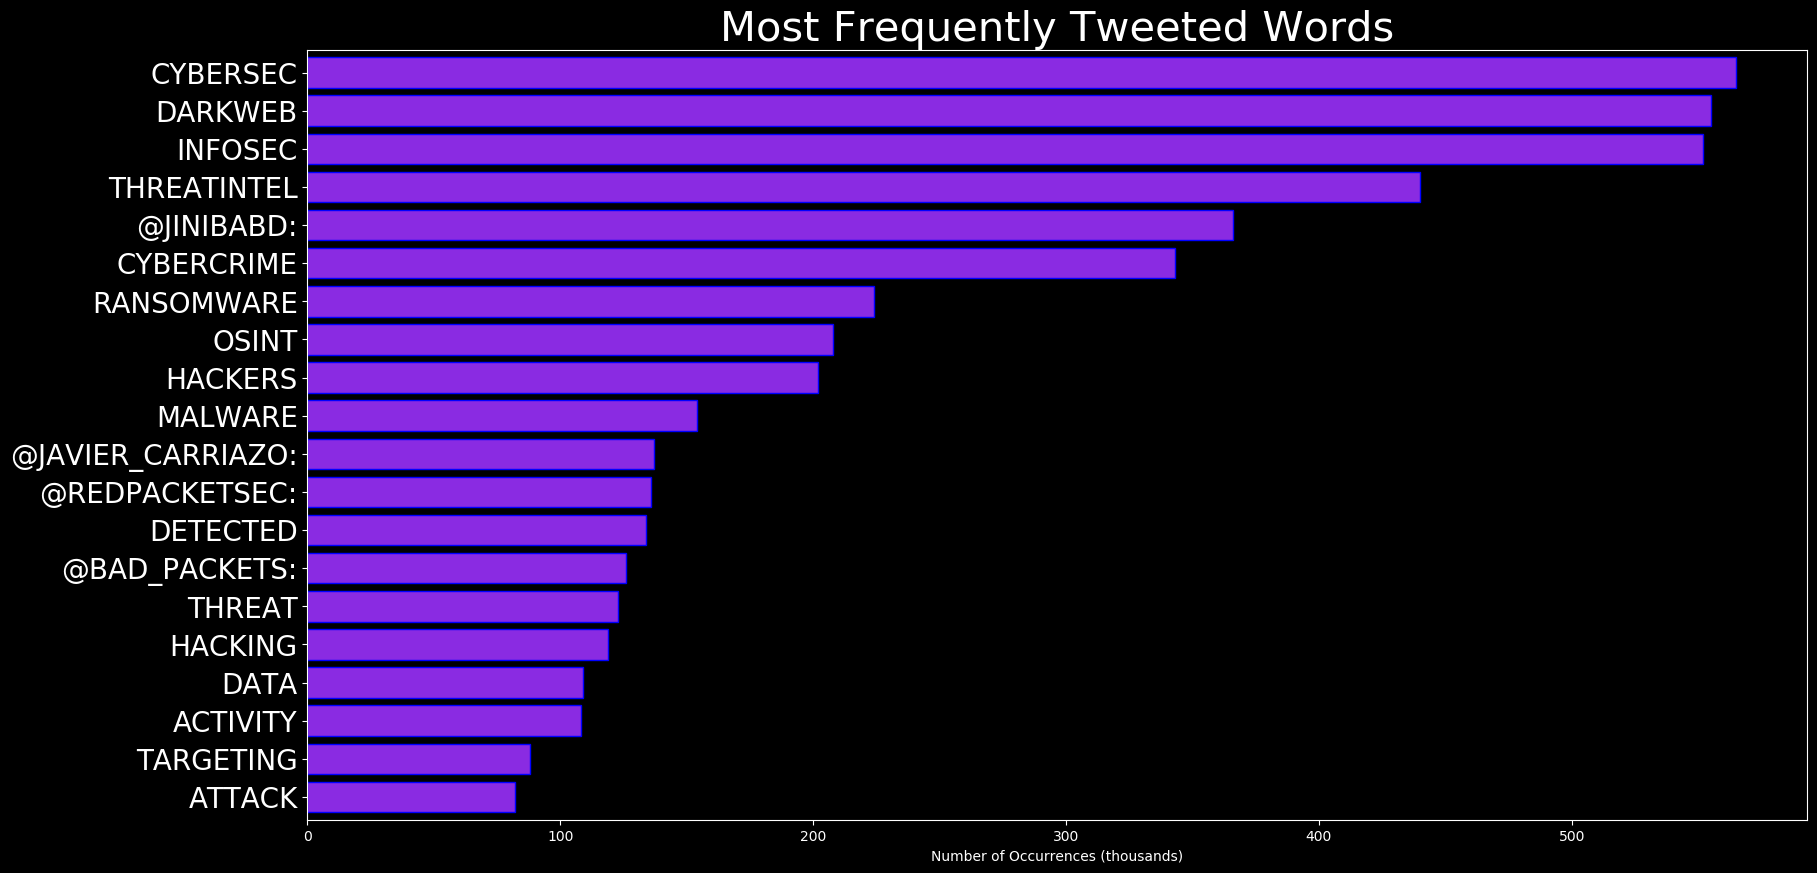 Most Frequently Tweeted Words
CYBERSEC
DARKWEB
INFOSEC
THREATINTEL
@JINIBABD:
CYBERCRIME
RANSOMWARE
OSINT
HACKERS
MALWARE
@JAVIER_CARRIAZO:
@REDPACKETSEC:
DETECTED
@BAD_PACKETS:
THREAT
HACKING
DATA
ACTIVITY
TARGETING
ATTACK
0 100 200 300 400 500
Number of Occurrences (thousands)